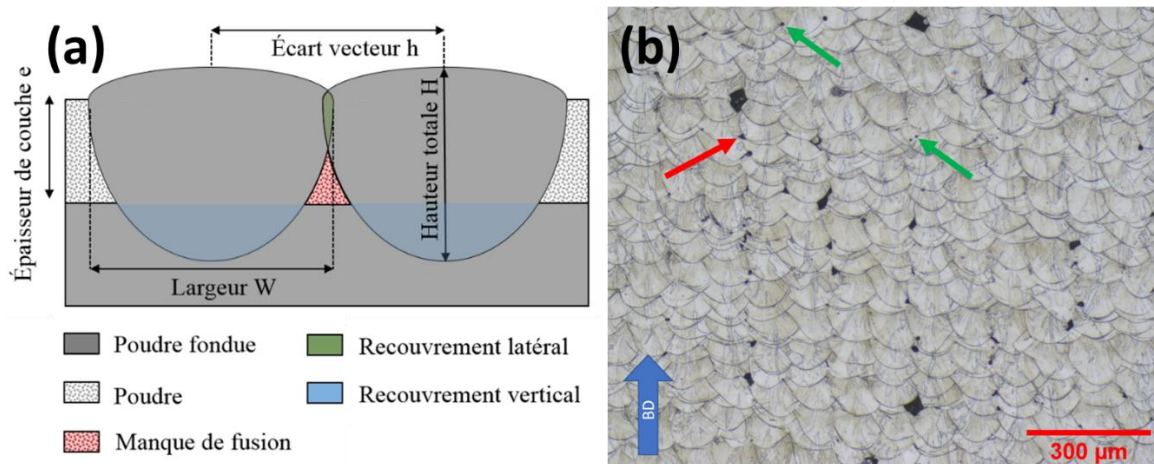 (a)
Écart vecteur h
Épaisseur de couche e
Hauteur totale H
Largeur W
Poudre fondue
Recouvrement latéral
Poudre
Recouvrement vertical
Manque de fusion
(b)
BD
300 µm